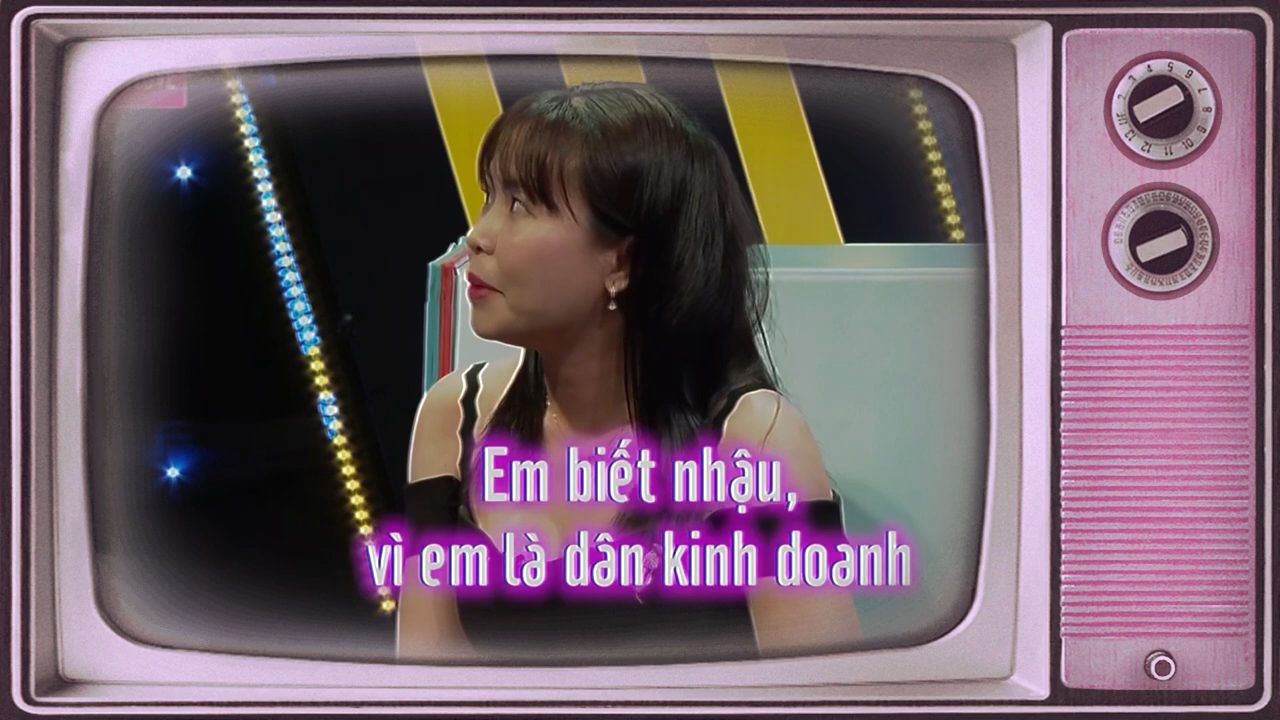 Em biết nhậu,
vì em là dân kinh doanh